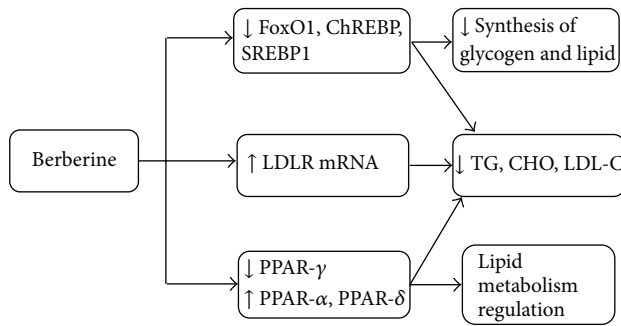 ↓ FoxO1, ChREBP,
SREBP1
↓ Synthesis of
glycogen and lipid
Berberine
↑ LDLR mRNA
↓ TG, CHO, LDL-C
↓ PPAR-γ
↑ PPAR-α, PPAR-δ
Lipid
metabolism
regulation